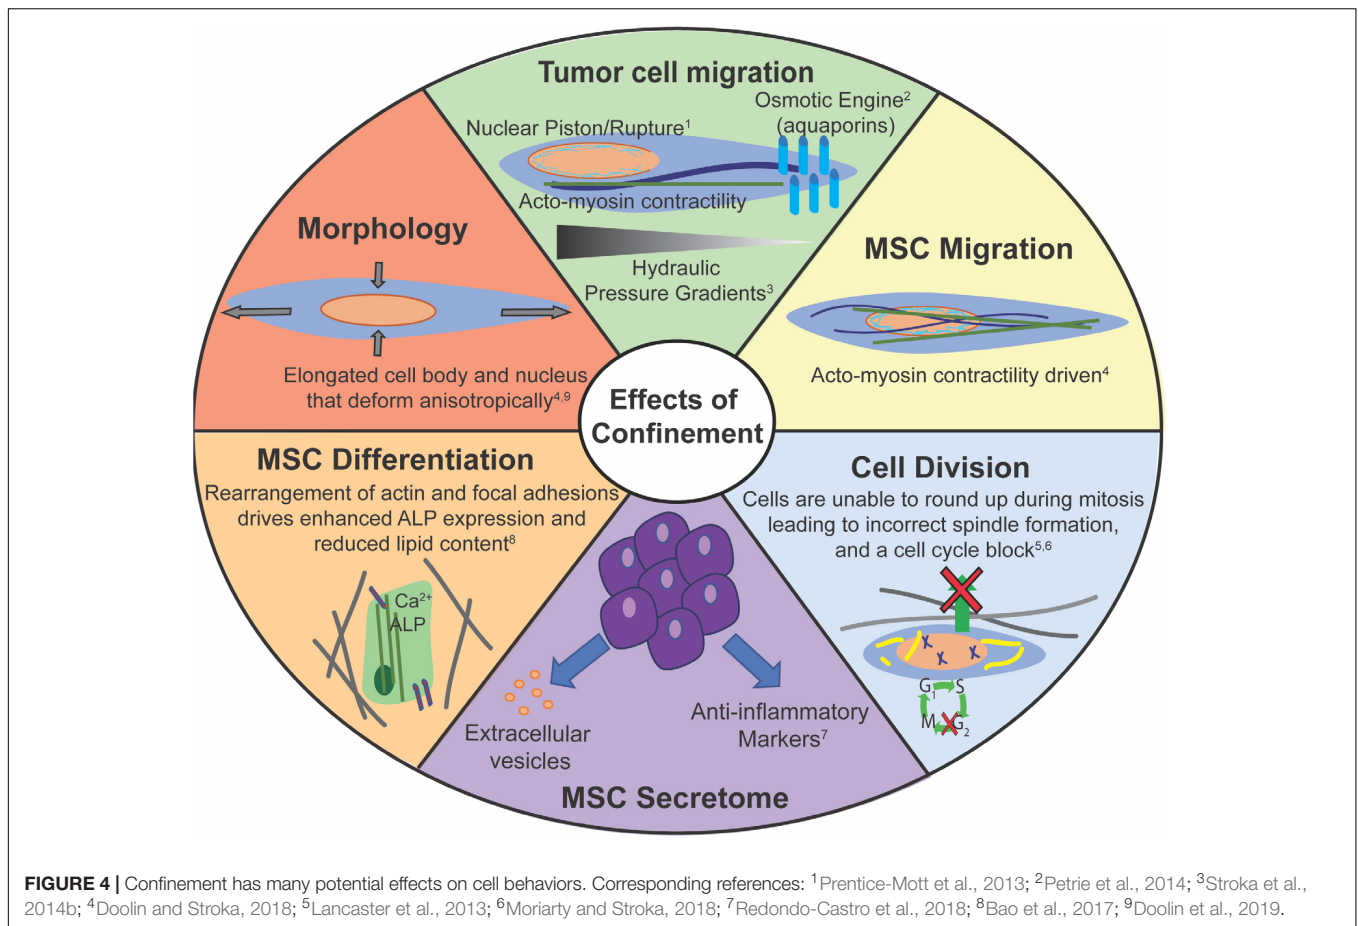 Tumor cell migration
Osmotic Engine2
(aquaporins)
Nuclear Piston/Rupture1
Acto-myosin contractility
Hydraulic
Pressure Gradients3
Morphology
Elongated cell body and nucleus
that deform anisotropically4,9
MSC Migration
Acto-myosin contractility driven4
Effects of
Confinement
MSC Differentiation
Rearrangement of actin and focal adhesions
drives enhanced ALP expression and
reduced lipid content8
Ca2+
ALP
Cell Division
Cells are unable to round up during mitosis
leading to incorrect spindle formation,
and a cell cycle block5,6
G1 S
M G2
Extracellular
vesicles
Anti-inflammatory
Markers7
MSC Secretome
FIGURE 4 | Confinement has many potential effects on cell behaviors. Corresponding references: 1Prentice-Mott et al., 2013; 2Petrie et al., 2014; 3Stroka et al.,
2014b; 4Doolin and Stroka, 2018; 5Lancaster et al., 2013; 6Moriarty and Stroka, 2018; 7Redondo-Castro et al., 2018; 8Bao et al., 2017; 9Doolin et al., 2019.